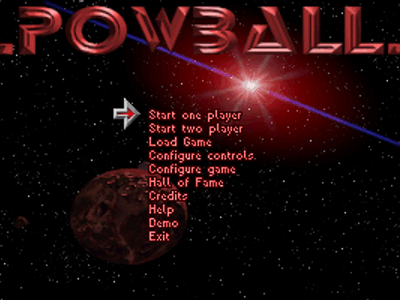 .POWBALL.
Start one player
Start two player
Load Game
Configure controls
Configure game
Hall of Fame
Credits
Help
Demo
Exit